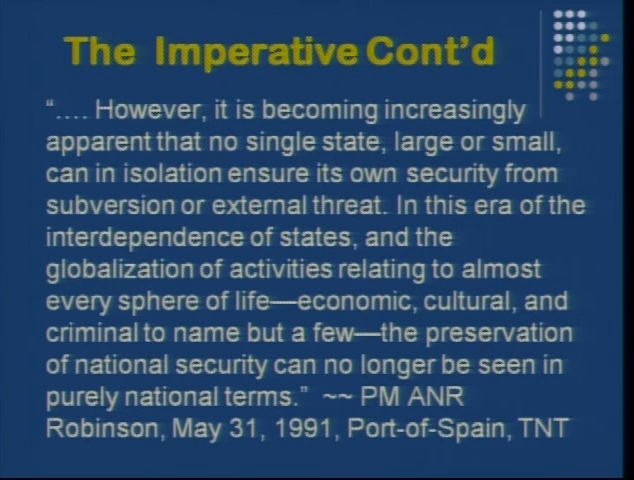 The Imperative Cont'd
“…. However, it is becoming increasingly
apparent that no single state, large or small,
can in isolation ensure its own security from
subversion or external threat. In this era of the
interdependence of states, and the
globalization of activities relating to almost
every sphere of life—economic, cultural, and
criminal to name but a few—the preservation
of national security can no longer be seen in
purely national terms.” ~~ PM ANR
Robinson, May 31, 1991, Port-of-Spain, TNT